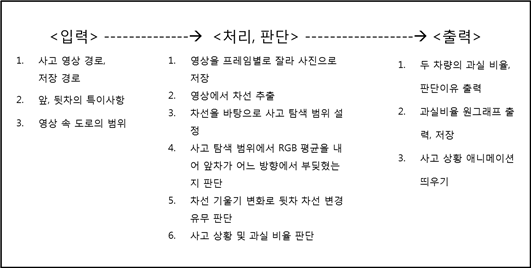 <입력> --------------→ <처리, 판단> ------------------→ <출력>
1. 사고 영상 경로,
저장 경로
2. 앞, 뒷차의 특이사항
3. 영상 속 도로의 범위
1. 영상을 프레임별로 잘라 사진으로
저장
2. 영상에서 차선 추출
3. 차선을 바탕으로 사고 탐색 범위 설
정
4. 사고 탐색 범위에서 RGB 평균을 내
어 앞차가 어느 방향에서 부딪혔는
지 판단
5. 차선 기울기 변화로 뒷차 차선 변경
유무 판단
6. 사고 상황 및 과실 비율 판단
1. 두 차량의 과실 비율,
판단이유 출력
2. 과실비율 원그래프 출
력, 저장
3. 사고 상황 애니메이션
띄우기